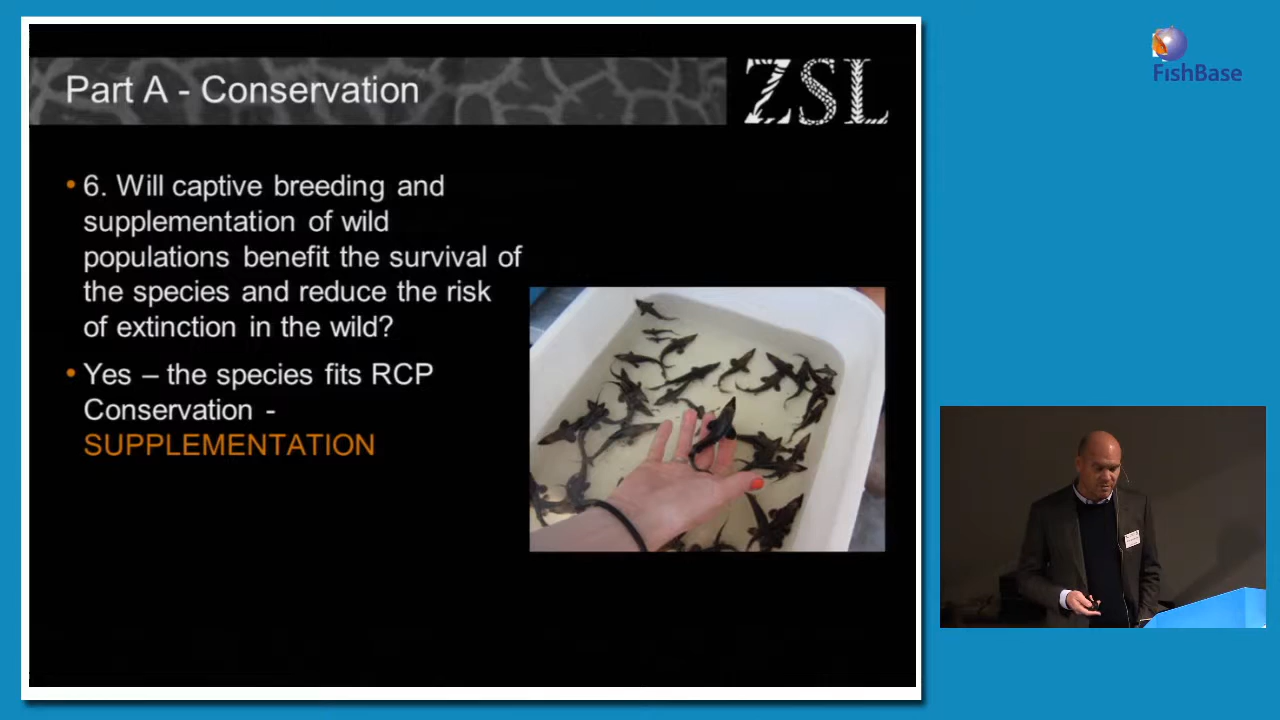 FishBase
Part A - Conservation
ZSL
• 6. Will captive breeding and
supplementation of wild
populations benefit the survival of
the species and reduce the risk
of extinction in the wild?
• Yes – the species fits RCP
Conservation -
SUPPLEMENTATION